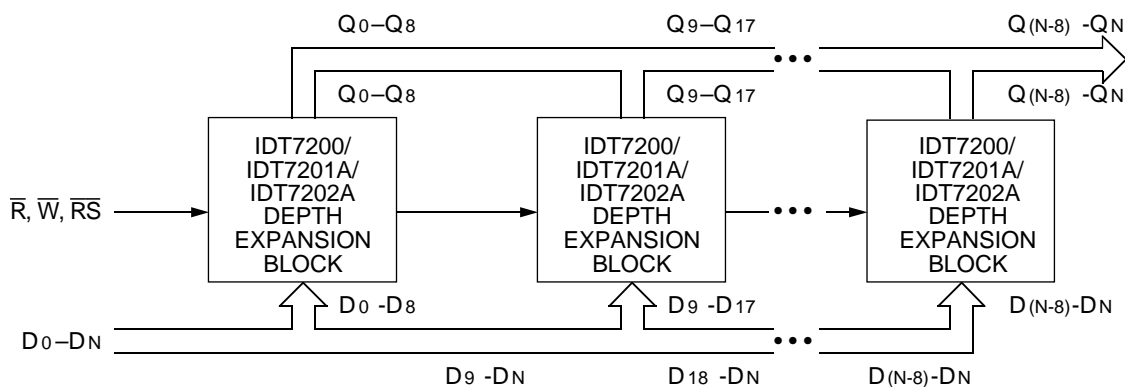 Q0–Q8 Q9–Q17 Q(N-8) -QN
Q0–Q8 Q9–Q17 Q(N-8) -QN
IDT7200/ IDT7200/ IDT7200/
IDT7201A/ IDT7201A/ IDT7201A/
IDT7202A IDT7202A IDT7202A
R̅, W̅, R̅S̅ DEPTH DEPTH DEPTH
EXPANSION EXPANSION EXPANSION
BLOCK BLOCK BLOCK
D0 -D8 D9 -D17 D(N-8)-DN
D0–DN
D9 -DN D18 -DN D(N-8)-DN